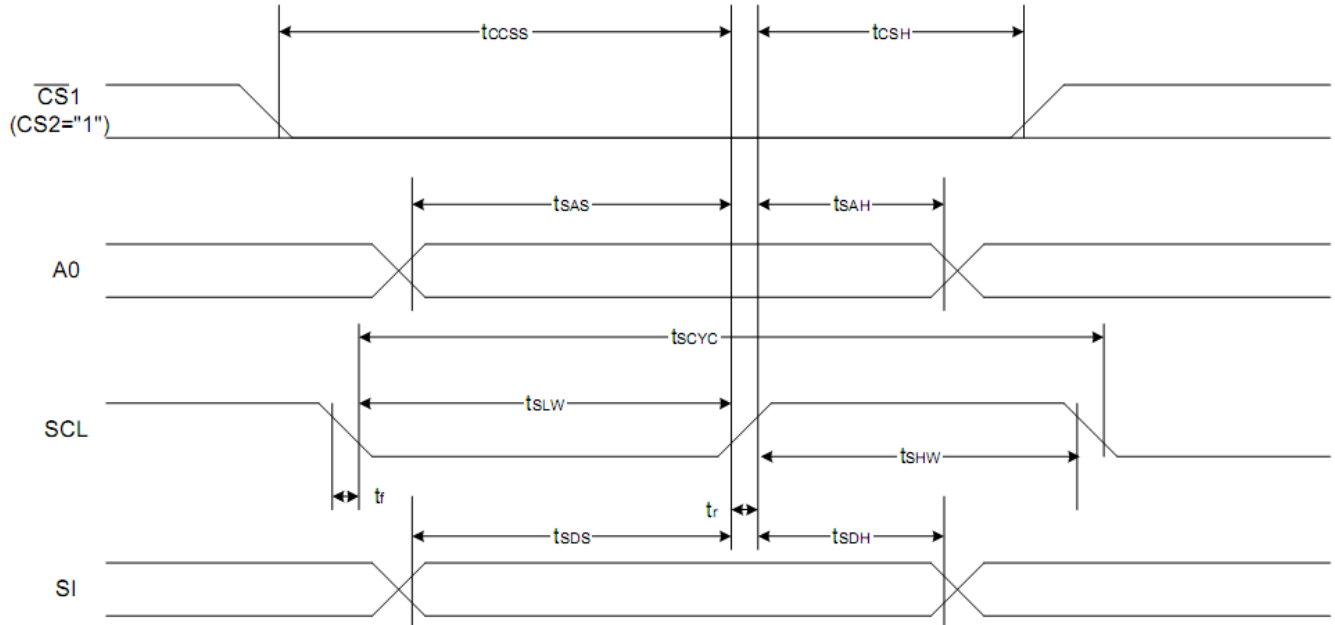 tCCSS
tCSH
CS1
(CS2="1")
tSAS
tSAH
A0
tSCYC
tSLW
SCL
tSHW
tf
tr
tSDS
tSDH
SI